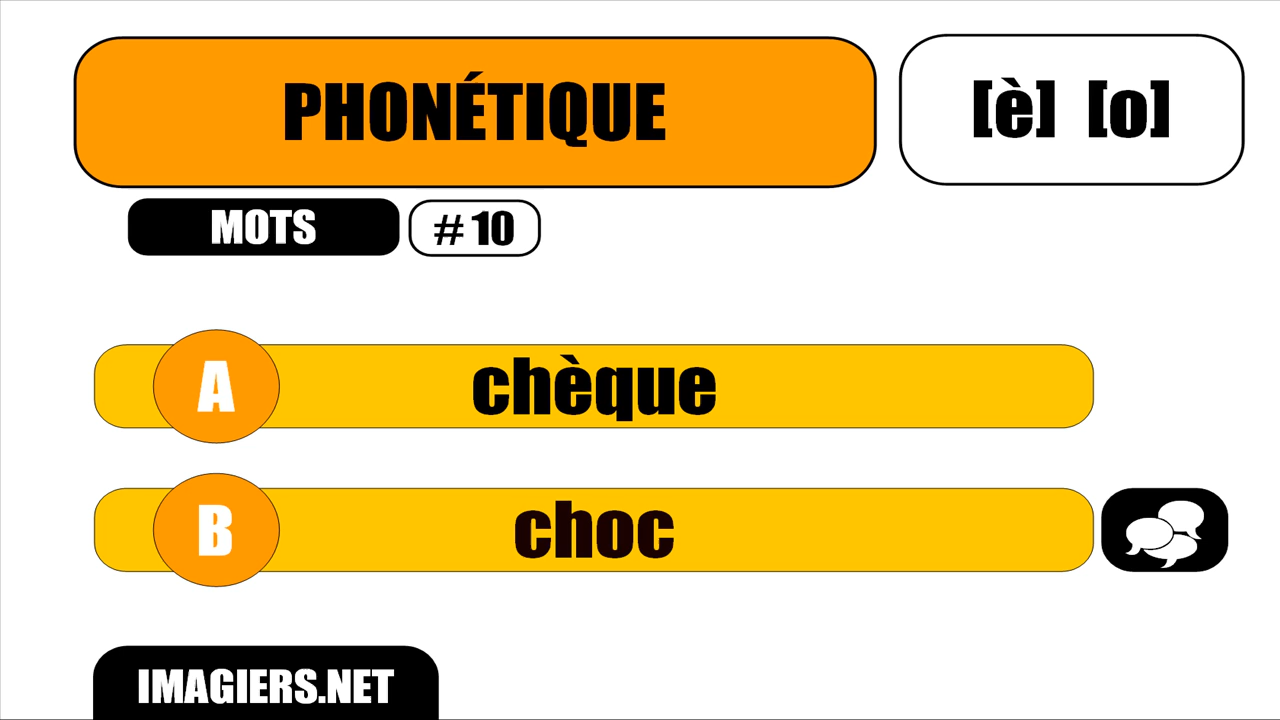 PHONÉTIQUE
[è] [o]
MOTS
# 10
A chèque
B choc
IMAGIERS.NET